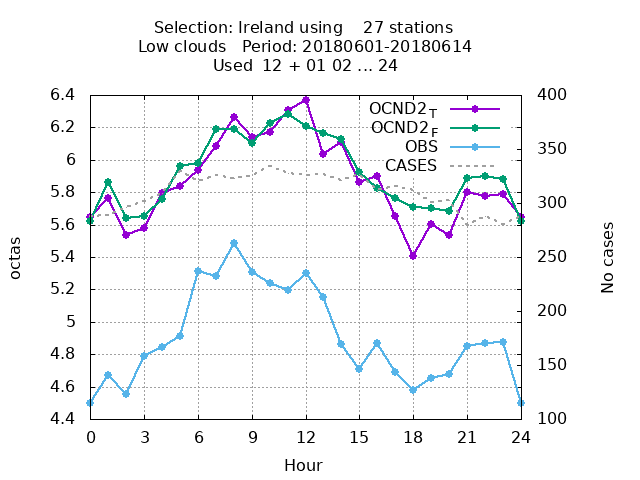 Selection: Ireland using 27 stations
Low clouds Period: 20180601-20180614
Used 12 + 01 02 ... 24
OCND2_T
OCND2_F
OBS
CASES
6.4
6.2
6
5.8
5.6
5.4
5.2
5
4.8
4.6
4.4
octas
400
350
300
250
200
150
100
No cases
0 3 6 9 12 15 18 21 24
Hour